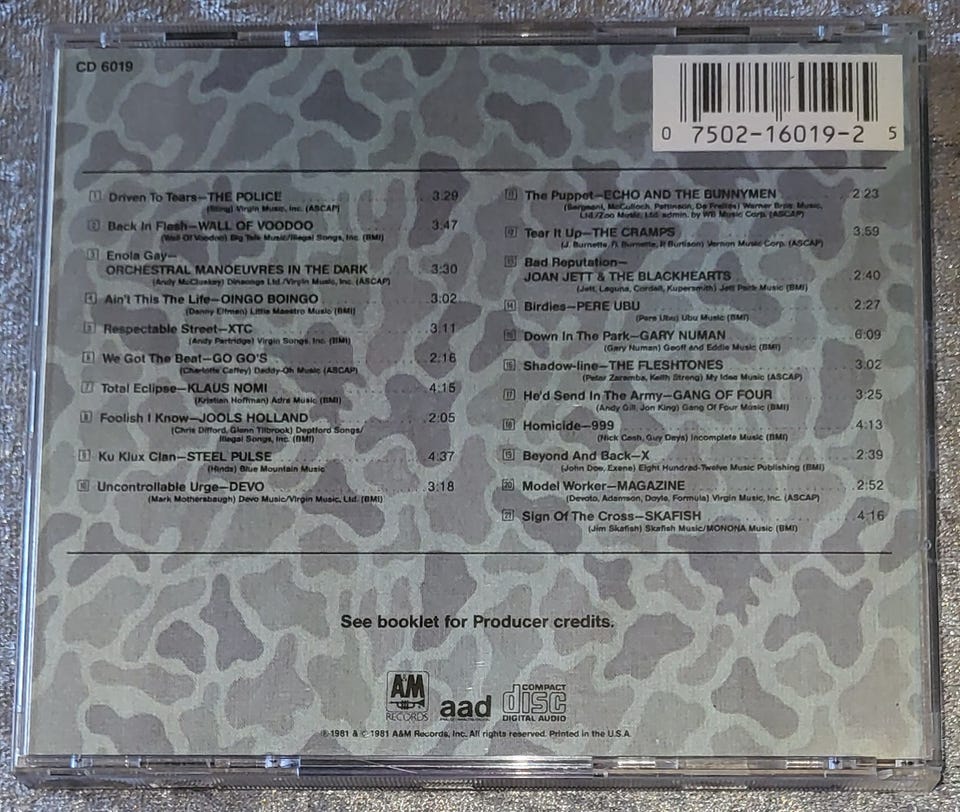 CD 6019
0 7502-16019-2 5
1 Driven To Tears—THE POLICE 3:29
(Sting) Virgin Music, Inc. (ASCAP)
2 Back In Flesh—WALL OF VOODOO 3:47
(Wall Of Voodoo) Big Talk Music/Illegal Songs, Inc. (BMI)
3 Enola Gay—
ORCHESTRAL MANOEUVRES IN THE DARK 3:30
(Andy McCluskey) Dinsongs Ltd./Virgin Music, Inc. (ASCAP)
4 Ain't This The Life—OINGO BOINGO 3:02
(Danny Elfman) Little Maestro Music (BMI)
5 Respectable Street—XTC 3:11
(Andy Partridge) Virgin Songs, Inc. (BMI)
6 We Got The Beat—GO GO'S 2:16
(Charlotte Caffey) Daddy-Oh Music (ASCAP)
7 Total Eclipse—KLAUS NOMI 4:15
(Kristian Hoffman) Adra Music (BMI)
8 Foolish I Know—JOOLS HOLLAND 2:05
(Chris Difford, Glenn Tilbrook) Deptford Songs/
Illegal Songs, Inc. (BMI)
9 Ku Klux Clan—STEEL PULSE 4:37
(Hinds) Blue Mountain Music
10 Uncontrollable Urge—DEVO 3:18
(Mark Mothersbaugh) Devo Music/Virgin Music, Ltd. (BMI)
11 The Puppet—ECHO AND THE BUNNYMEN 2:23
(Sergeant, McCulloch, Pattinson, De Freitas) Warner Bros. Music,
Ltd./Zoo Music, Ltd. admin. by WB Music Corp. (ASCAP)
12 Tear It Up—THE CRAMPS 3:59
(J. Burnette, D. Burnette, P. Burlison) Vernon Music Corp. (ASCAP)
13 Bad Reputation—
JOAN JETT & THE BLACKHEARTS 2:40
(Jett, Laguna, Cordell, Kupersmith) Jett Pack Music (BMI)
14 Birdies—PERE UBU 2:27
(Pere Ubu) Ubu Music (BMI)
15 Down In The Park—GARY NUMAN 6:09
(Gary Numan) Geoff and Eddie Music (BMI)
16 Shadow-line—THE FLESHTONES 3:02
(Peter Zaremba, Keith Streng) My Idea Music (ASCAP)
17 He'd Send In The Army—GANG OF FOUR 3:25
(Andy Gill, Jon King) Gang Of Four Music (BMI)
18 Homicide—999 4:13
(Nick Cash, Guy Days) Incomplete Music (BMI)
19 Beyond And Back—X 2:39
(John Doe, Exene) Eight Hundred-Twelve Music Publishing (BMI)
20 Model Worker—MAGAZINE 2:52
(Devoto, Adamson, Doyle, Formula) Virgin Music, Inc. (ASCAP)
21 Sign Of The Cross—SKAFISH 4:16
(Jim Skafish) Skafish Music/MONONA Music (BMI)
See booklet for Producer credits.
A&M RECORDS
aad
COMPACT disc DIGITAL AUDIO
℗ 1981 & © 1981 A&M Records, Inc. All rights reserved. Printed in the U.S.A.